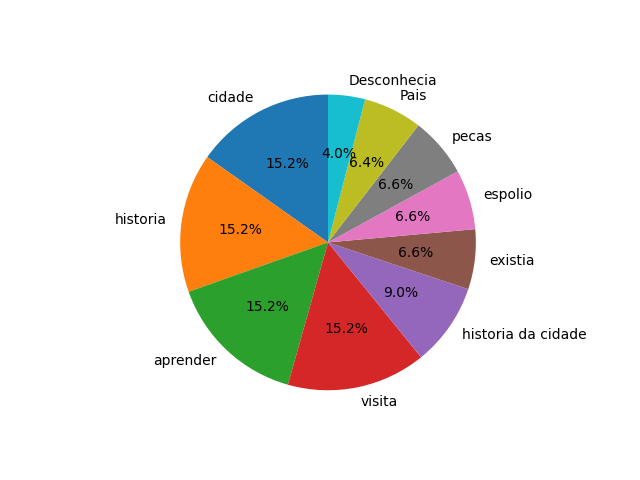 Desconhecia
Pais
cidade
pecas
4.0%
6.4%
15.2%
6.6%
espolio
historia
15.2%
6.6%
6.6%
existia
9.0%
15.2%
15.2%
historia da cidade
aprender
visita